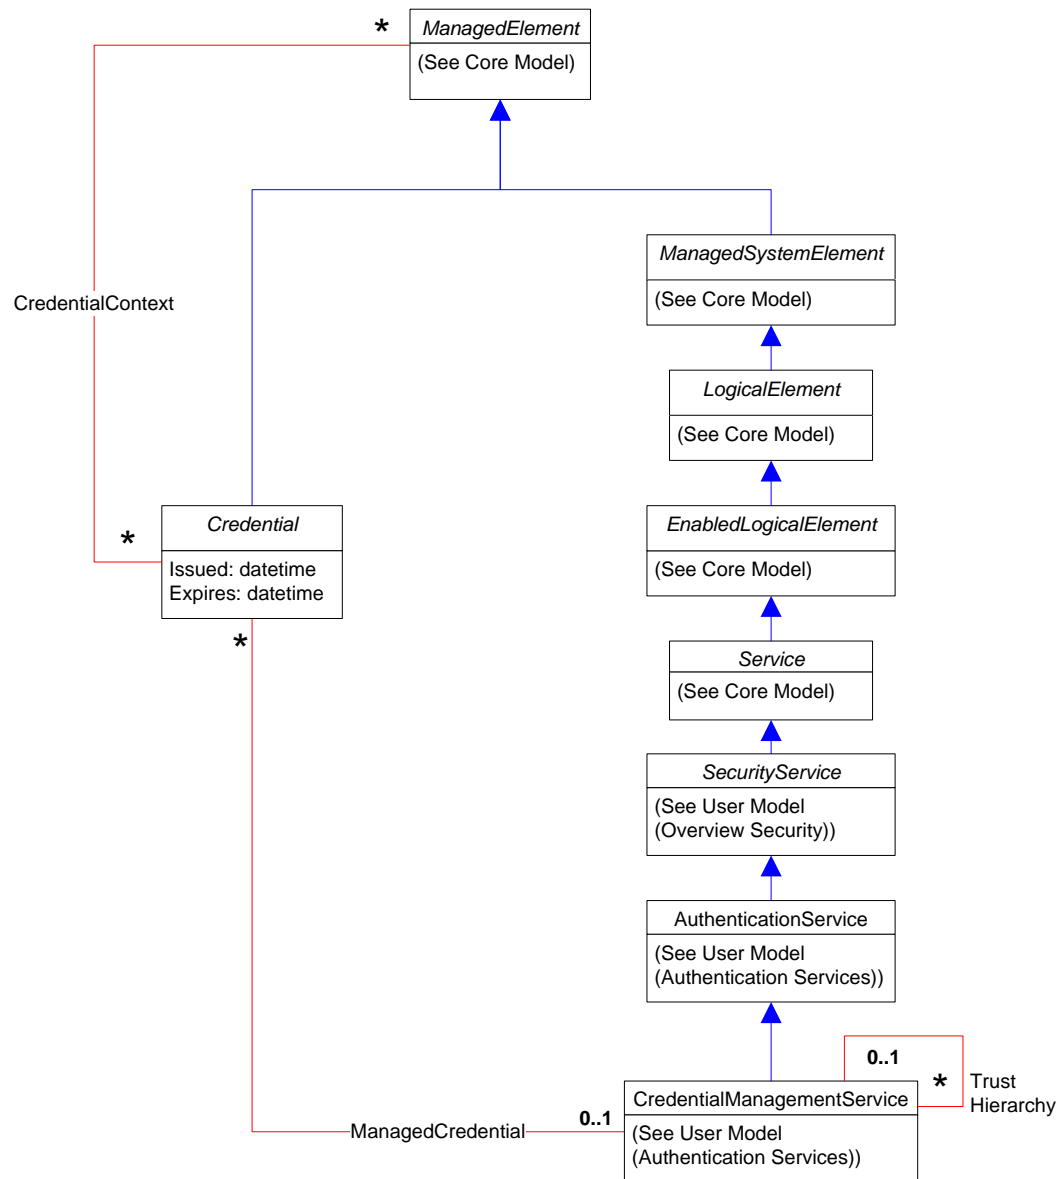 *
ManagedElement
(See Core Model)
ManagedSystemElement
(See Core Model)
CredentialContext
LogicalElement
(See Core Model)
*
Credential
Issued: datetime
Expires: datetime
EnabledLogicalElement
(See Core Model)
*
Service
(See Core Model)
SecurityService
(See User Model
(Overview Security))
AuthenticationService
(See User Model
(Authentication Services))
0..1
*
Trust
Hierarchy
CredentialManagementService
(See User Model
(Authentication Services))
0..1
ManagedCredential